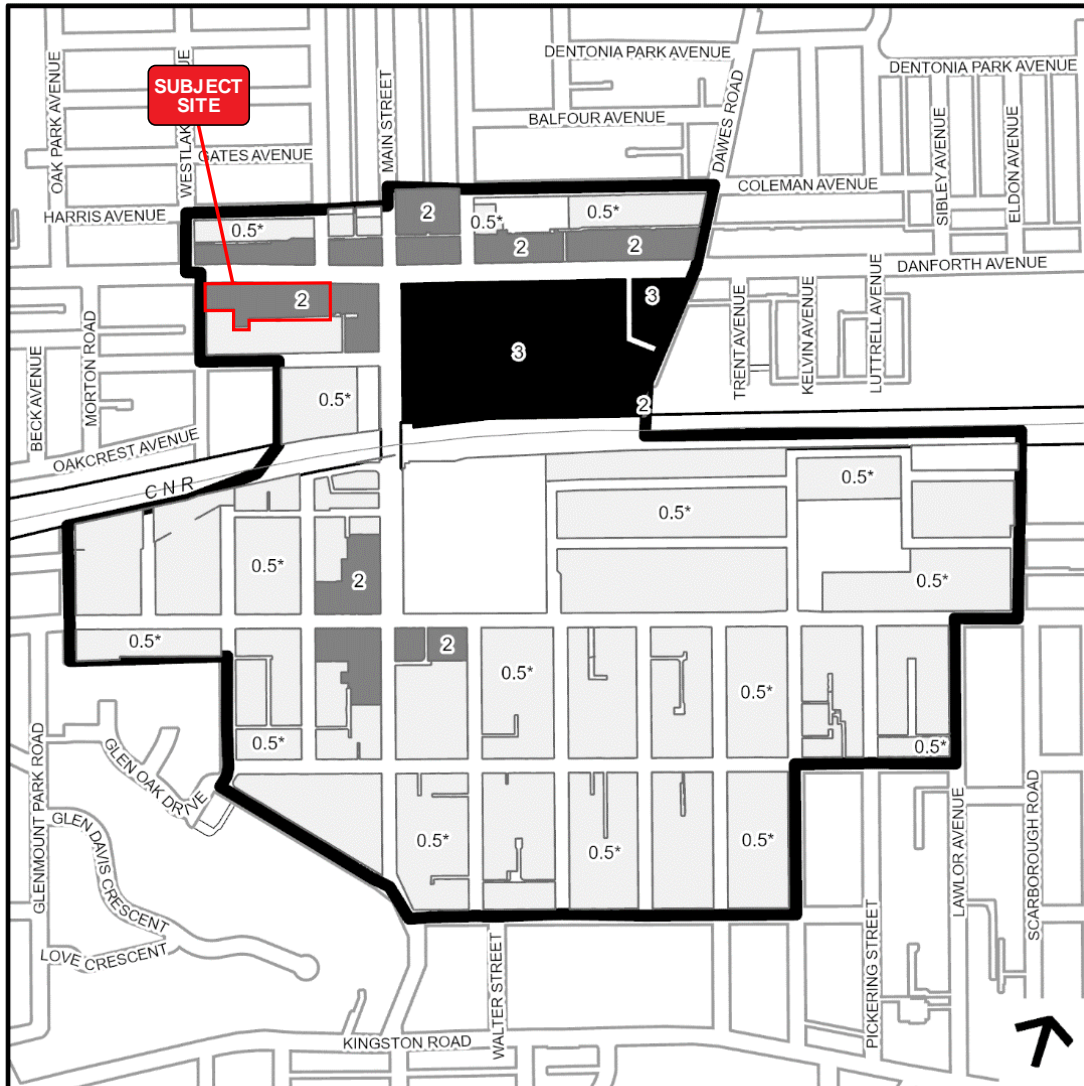 DENTONIA PARK AVENUE
DENTONIA PARK AVENUE
OAK PARK AVENUE
MAIN STREET
DAWES ROAD
SUBJECT
SITE
BALFOUR AVENUE
GATES AVENUE
SIBLEY AVENUE
ELDON AVENUE
COLEMAN AVENUE
HARRIS AVENUE
0.5*
2
0.5*
0.5*
2
2
DANFORTH AVENUE
2
3
3
2
0.5*
BECK AVENUE
MORTON ROAD
TRENT AVENUE
KELVIN AVENUE
LUTTRELL AVENUE
OAKCREST AVENUE
CNR
0.5*
0.5*
0.5*
2
0.5*
0.5*
2
0.5*
0.5*
0.5*
0.5*
GLENMOUNT PARK ROAD
GLEN OAK DRIVE
GLEN DAVIS CRESCENT
LOVE CRESCENT
0.5*
0.5*
0.5*
WALTER STREET
PICKERING STREET
LAWLOR AVENUE
SCARBOROUGH ROAD
KINGSTON ROAD